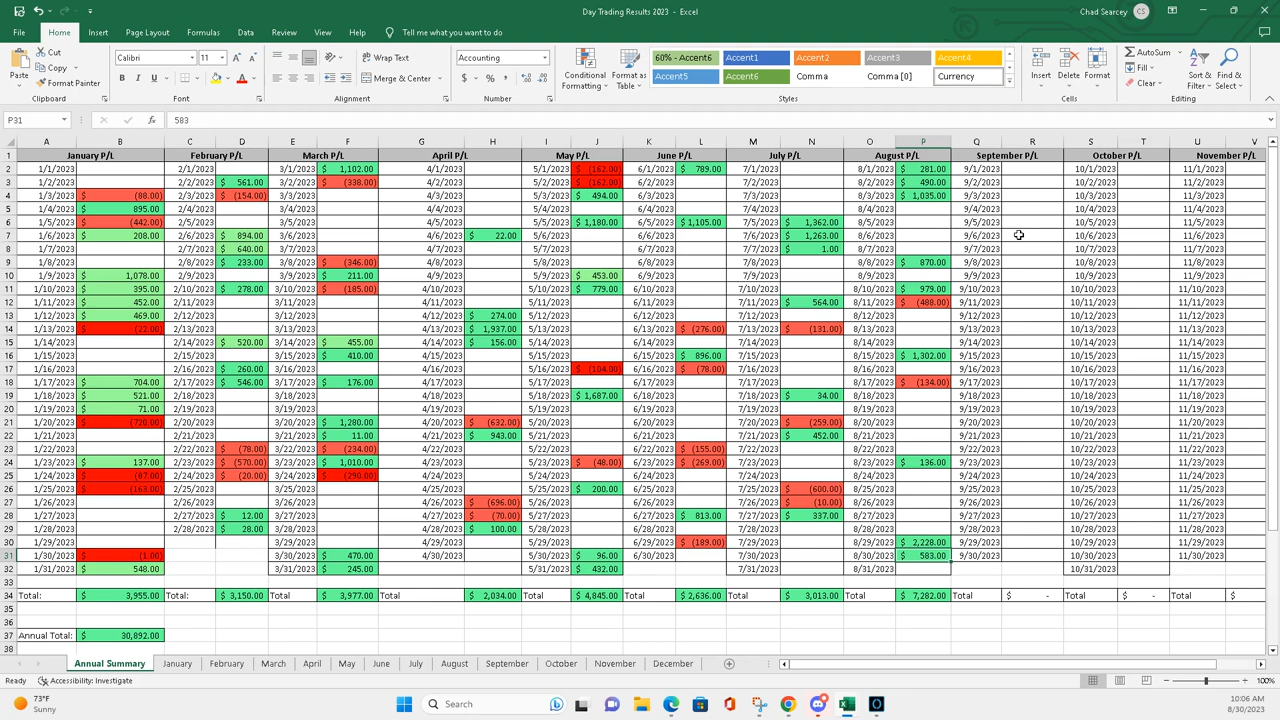 Day Trading Results 2023 - Excel
Chad Searcey CS
File Home Insert Page Layout Formulas Data Review View Help Tell me what you want to do
Paste Cut Copy Format Painter Clipboard
Calibri 11 B I U Font
Wrap Text Merge & Center Alignment
Accounting $ % , Number
Conditional Formatting Format as Table
60% - Accent6 Accent1 Accent2 Accent3 Accent4
Accent5 Accent6 Comma Comma [0] Currency
Styles
Insert Delete Format Cells
AutoSum Fill Clear Sort & Filter Find & Select Editing
P31 fx 583
A B C D E F G H I J K L M N O P Q R S T U V
1 January P/L February P/L March P/L April P/L May P/L June P/L July P/L August P/L September P/L October P/L November P/L
2 1/1/2023 2/1/2023 3/1/2023 $ 1,102.00 4/1/2023 5/1/2023 $ (162.00) 6/1/2023 $ 789.00 7/1/2023 8/1/2023 $ 281.00 9/1/2023 10/1/2023 11/1/2023
3 1/2/2023 2/2/2023 $ 561.00 3/2/2023 $ (338.00) 4/2/2023 5/2/2023 $ (162.00) 6/2/2023 7/2/2023 8/2/2023 $ 490.00 9/2/2023 10/2/2023 11/2/2023
4 1/3/2023 $ (88.00) 2/3/2023 $ (154.00) 3/3/2023 4/3/2023 5/3/2023 $ 494.00 6/3/2023 7/3/2023 8/3/2023 $ 1,035.00 9/3/2023 10/3/2023 11/3/2023
5 1/4/2023 $ 895.00 2/4/2023 3/4/2023 4/4/2023 5/4/2023 6/4/2023 7/4/2023 8/4/2023 9/4/2023 10/4/2023 11/4/2023
6 1/5/2023 $ (442.00) 2/5/2023 3/5/2023 4/5/2023 5/5/2023 $ 1,180.00 6/5/2023 $ 1,105.00 7/5/2023 $ 1,362.00 8/5/2023 9/5/2023 10/5/2023 11/5/2023
7 1/6/2023 $ 208.00 2/6/2023 $ 894.00 3/6/2023 4/6/2023 $ 22.00 5/6/2023 6/6/2023 7/6/2023 $ 1,263.00 8/6/2023 9/6/2023 10/6/2023 11/6/2023
8 1/7/2023 2/7/2023 $ 640.00 3/7/2023 4/7/2023 5/7/2023 6/7/2023 7/7/2023 $ 1.00 8/7/2023 9/7/2023 10/7/2023 11/7/2023
9 1/8/2023 2/8/2023 $ 233.00 3/8/2023 $ (346.00) 4/8/2023 5/8/2023 6/8/2023 7/8/2023 8/8/2023 $ 870.00 9/8/2023 10/8/2023 11/8/2023
10 1/9/2023 $ 1,078.00 2/9/2023 3/9/2023 $ 211.00 4/9/2023 5/9/2023 $ 453.00 6/9/2023 7/9/2023 8/9/2023 9/9/2023 10/9/2023 11/9/2023
11 1/10/2023 $ 395.00 2/10/2023 $ 278.00 3/10/2023 $ (185.00) 4/10/2023 5/10/2023 $ 779.00 6/10/2023 7/10/2023 8/10/2023 $ 979.00 9/10/2023 10/10/2023 11/10/2023
12 1/11/2023 $ 452.00 2/11/2023 3/11/2023 4/11/2023 5/11/2023 6/11/2023 7/11/2023 $ 564.00 8/11/2023 $ (488.00) 9/11/2023 10/11/2023 11/11/2023
13 1/12/2023 $ 469.00 2/12/2023 3/12/2023 4/12/2023 $ 274.00 5/12/2023 6/12/2023 7/12/2023 8/12/2023 9/12/2023 10/12/2023 11/12/2023
14 1/13/2023 $ (22.00) 2/13/2023 3/13/2023 4/13/2023 $ 1,937.00 5/13/2023 6/13/2023 $ (276.00) 7/13/2023 $ (131.00) 8/13/2023 9/13/2023 10/13/2023 11/13/2023
15 1/14/2023 2/14/2023 $ 520.00 3/14/2023 $ 455.00 4/14/2023 $ 156.00 5/14/2023 6/14/2023 7/14/2023 8/14/2023 9/14/2023 10/14/2023 11/14/2023
16 1/15/2023 2/15/2023 3/15/2023 $ 410.00 4/15/2023 5/15/2023 6/15/2023 $ 896.00 7/15/2023 8/15/2023 $ 1,302.00 9/15/2023 10/15/2023 11/15/2023
17 1/16/2023 2/16/2023 $ 260.00 3/16/2023 4/16/2023 5/16/2023 $ (104.00) 6/16/2023 $ (78.00) 7/16/2023 8/16/2023 9/16/2023 10/16/2023 11/16/2023
18 1/17/2023 $ 704.00 2/17/2023 $ 546.00 3/17/2023 $ 176.00 4/17/2023 5/17/2023 6/17/2023 7/17/2023 8/17/2023 $ (134.00) 9/17/2023 10/17/2023 11/17/2023
19 1/18/2023 $ 521.00 2/18/2023 3/18/2023 4/18/2023 5/18/2023 $ 1,687.00 6/18/2023 7/18/2023 $ 34.00 8/18/2023 9/18/2023 10/18/2023 11/18/2023
20 1/19/2023 $ 71.00 2/19/2023 3/19/2023 4/19/2023 5/19/2023 6/19/2023 7/19/2023 8/19/2023 9/19/2023 10/19/2023 11/19/2023
21 1/20/2023 $ (720.00) 2/20/2023 3/20/2023 $ 1,280.00 4/20/2023 $ (632.00) 5/20/2023 6/20/2023 7/20/2023 $ (259.00) 8/20/2023 9/20/2023 10/20/2023 11/20/2023
22 1/21/2023 2/21/2023 3/21/2023 $ 11.00 4/21/2023 $ 943.00 5/21/2023 6/21/2023 7/21/2023 $ 452.00 8/21/2023 9/21/2023 10/21/2023 11/21/2023
23 1/22/2023 2/22/2023 $ (78.00) 3/22/2023 $ (234.00) 4/22/2023 5/22/2023 6/22/2023 $ (155.00) 7/22/2023 8/22/2023 9/22/2023 10/22/2023 11/22/2023
24 1/23/2023 $ 137.00 2/23/2023 $ (570.00) 3/23/2023 $ 1,010.00 4/23/2023 5/23/2023 $ (48.00) 6/23/2023 $ (269.00) 7/23/2023 8/23/2023 $ 136.00 9/23/2023 10/23/2023 11/23/2023
25 1/24/2023 $ (87.00) 2/24/2023 $ (20.00) 3/24/2023 $ (290.00) 4/24/2023 5/24/2023 6/24/2023 7/24/2023 8/24/2023 9/24/2023 10/24/2023 11/24/2023
26 1/25/2023 $ (163.00) 2/25/2023 3/25/2023 4/25/2023 5/25/2023 $ 200.00 6/25/2023 7/25/2023 $ (600.00) 8/25/2023 9/25/2023 10/25/2023 11/25/2023
27 1/26/2023 2/26/2023 3/26/2023 4/26/2023 $ (696.00) 5/26/2023 6/26/2023 7/26/2023 $ (10.00) 8/26/2023 9/26/2023 10/26/2023 11/26/2023
28 1/27/2023 2/27/2023 $ 12.00 3/27/2023 4/27/2023 $ (70.00) 5/27/2023 6/27/2023 $ 813.00 7/27/2023 $ 337.00 8/27/2023 9/27/2023 10/27/2023 11/27/2023
29 1/28/2023 2/28/2023 $ 28.00 3/28/2023 4/28/2023 $ 100.00 5/28/2023 6/28/2023 7/28/2023 8/28/2023 9/28/2023 10/28/2023 11/28/2023
30 1/29/2023 3/29/2023 4/29/2023 5/29/2023 6/29/2023 $ (189.00) 7/29/2023 8/29/2023 $ 2,228.00 9/29/2023 10/29/2023 11/29/2023
31 1/30/2023 $ (1.00) 3/30/2023 $ 470.00 4/30/2023 5/30/2023 $ 96.00 6/30/2023 7/30/2023 8/30/2023 $ 583.00 9/30/2023 10/30/2023 11/30/2023
32 1/31/2023 $ 548.00 3/31/2023 $ 245.00 5/31/2023 $ 432.00 7/31/2023 8/31/2023 10/31/2023
33
34 Total: $ 3,955.00 Total: $ 3,150.00 Total: $ 3,977.00 Total $ 2,034.00 Total $ 4,845.00 Total $ 2,636.00 Total $ 3,013.00 Total $ 7,282.00 Total $ - Total $ - Total $
35
36
37 Annual Total: $ 30,892.00
38
Annual Summary January February March April May June July August September October November December
Ready Accessibility: Investigate 100%
73°F Sunny Search 10:06 AM 8/30/2023